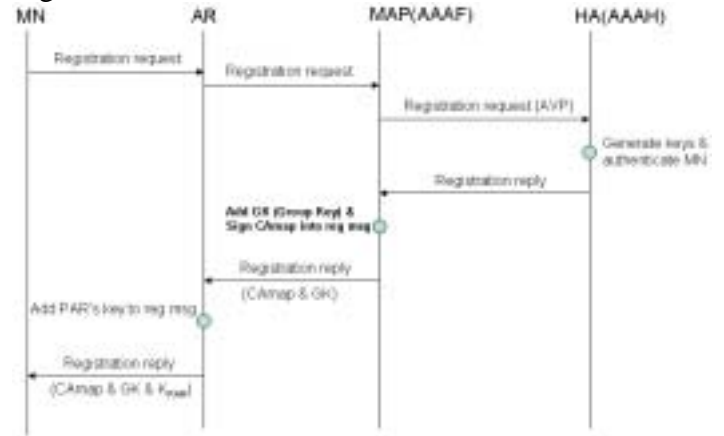 MN AR MAP(AAAF) HA(AAAH)
Registration request
Registration request
Registration request (AVP)
Generate keys &
authenticate MN
Registration reply
Add GK (Group Key) &
Sign CAmap into reg msg
Registration reply
(CAmap & GK)
Add PAR's key to reg msg
Registration reply
(CAmap & GK &